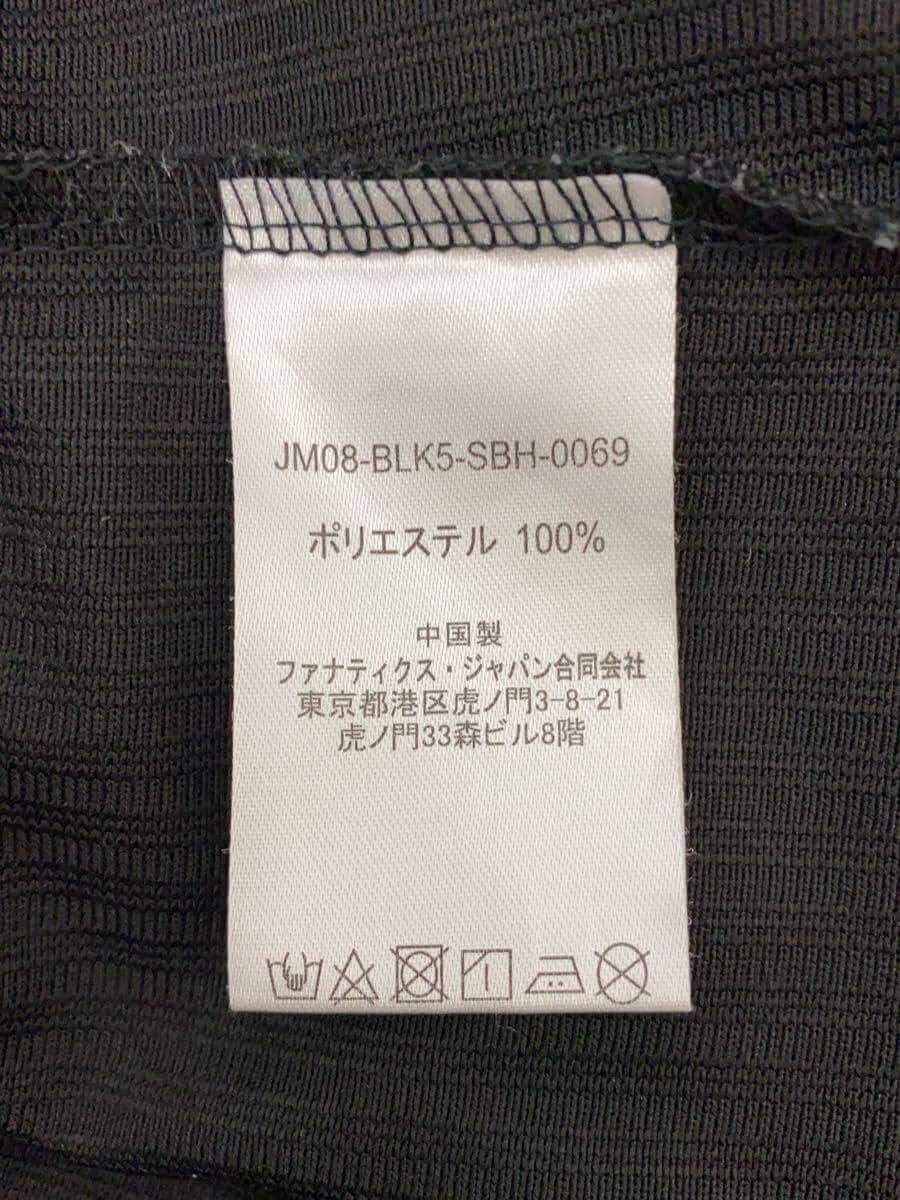 JM08-BLK5-SBH-0069
ポリエステル 100%
中国製
ファナティクス・ジャパン合同会社
東京都港区虎ノ門3-8-21
虎ノ門33森ビル8階